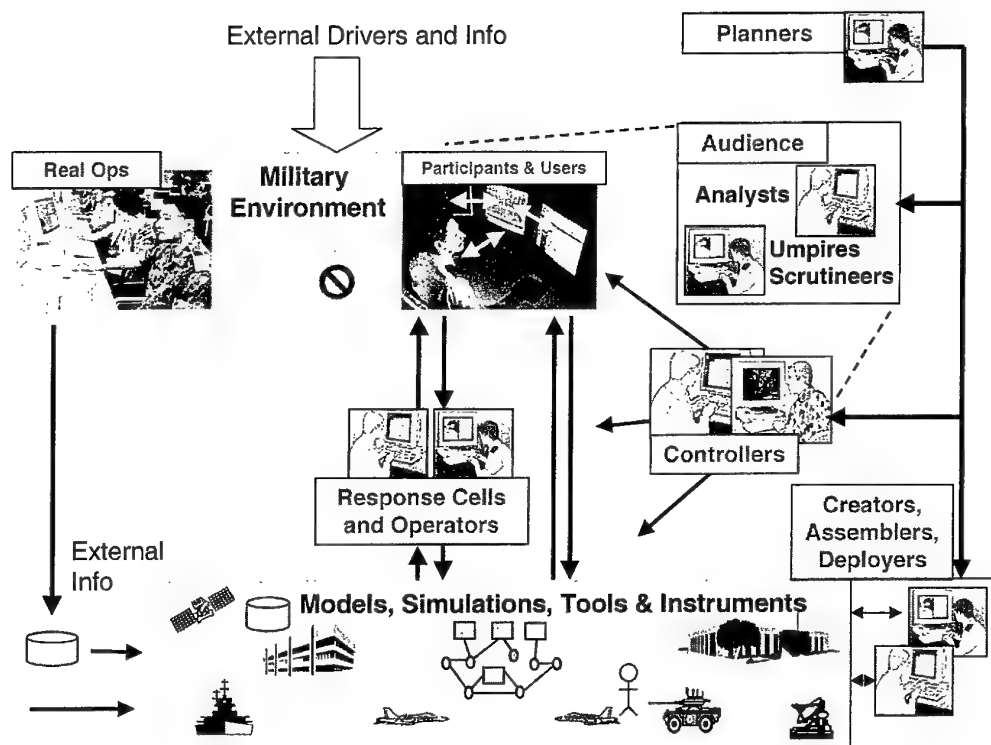 External Drivers and Info
Planners
Real Ops
Military
Environment
Participants & Users
Audience
Analysts
Umpires
Scrutineers
Controllers
Response Cells
and Operators
Creators,
Assemblers,
Deployers
External
Info
Models, Simulations, Tools & Instruments